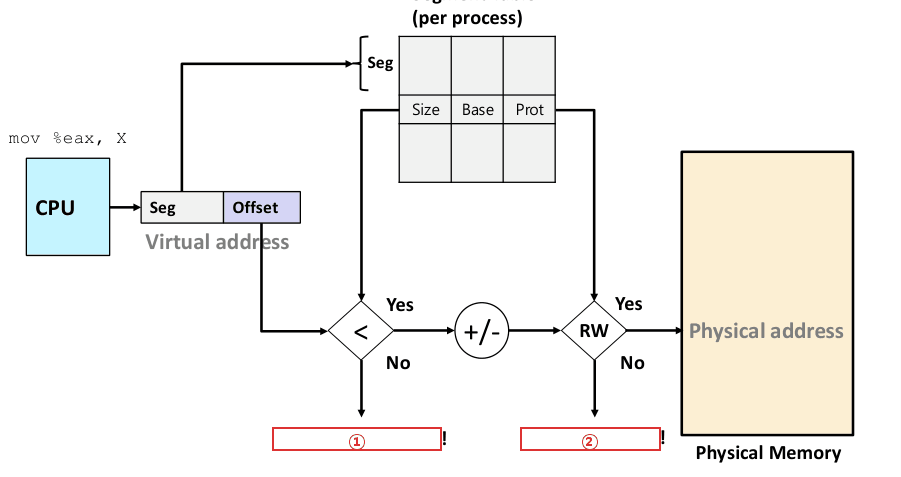 (per process)
Seg
Size Base Prot
mov %eax, X
CPU
Seg Offset
Virtual address
Yes
Yes
<
+/-
RW
Physical address
No
No
① !
② !
Physical Memory